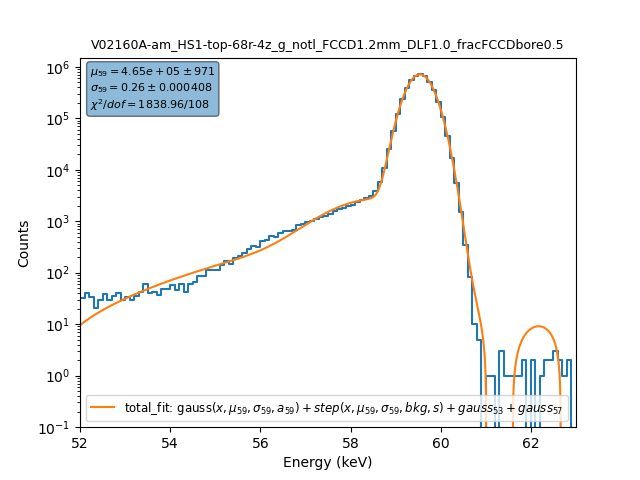 V02160A-am_HS1-top-68r-4z_g_notl_FCCD1.2mm_DLF1.0_fracFCCDbore0.5
μ₅₉ = 4.65e + 05 ± 971
σ₅₉ = 0.26 ± 0.000408
χ²/dof = 1838.96/108
10⁶
10⁵
10⁴
10³
10²
10¹
10⁰
10⁻¹
Counts
total_fit: gauss(x, μ₅₉, σ₅₉, a₅₉) + step(x, μ₅₉, σ₅₉, bkg, s) + gauss₅₃ + gauss₅₇
52 54 56 58 60 62
Energy (keV)